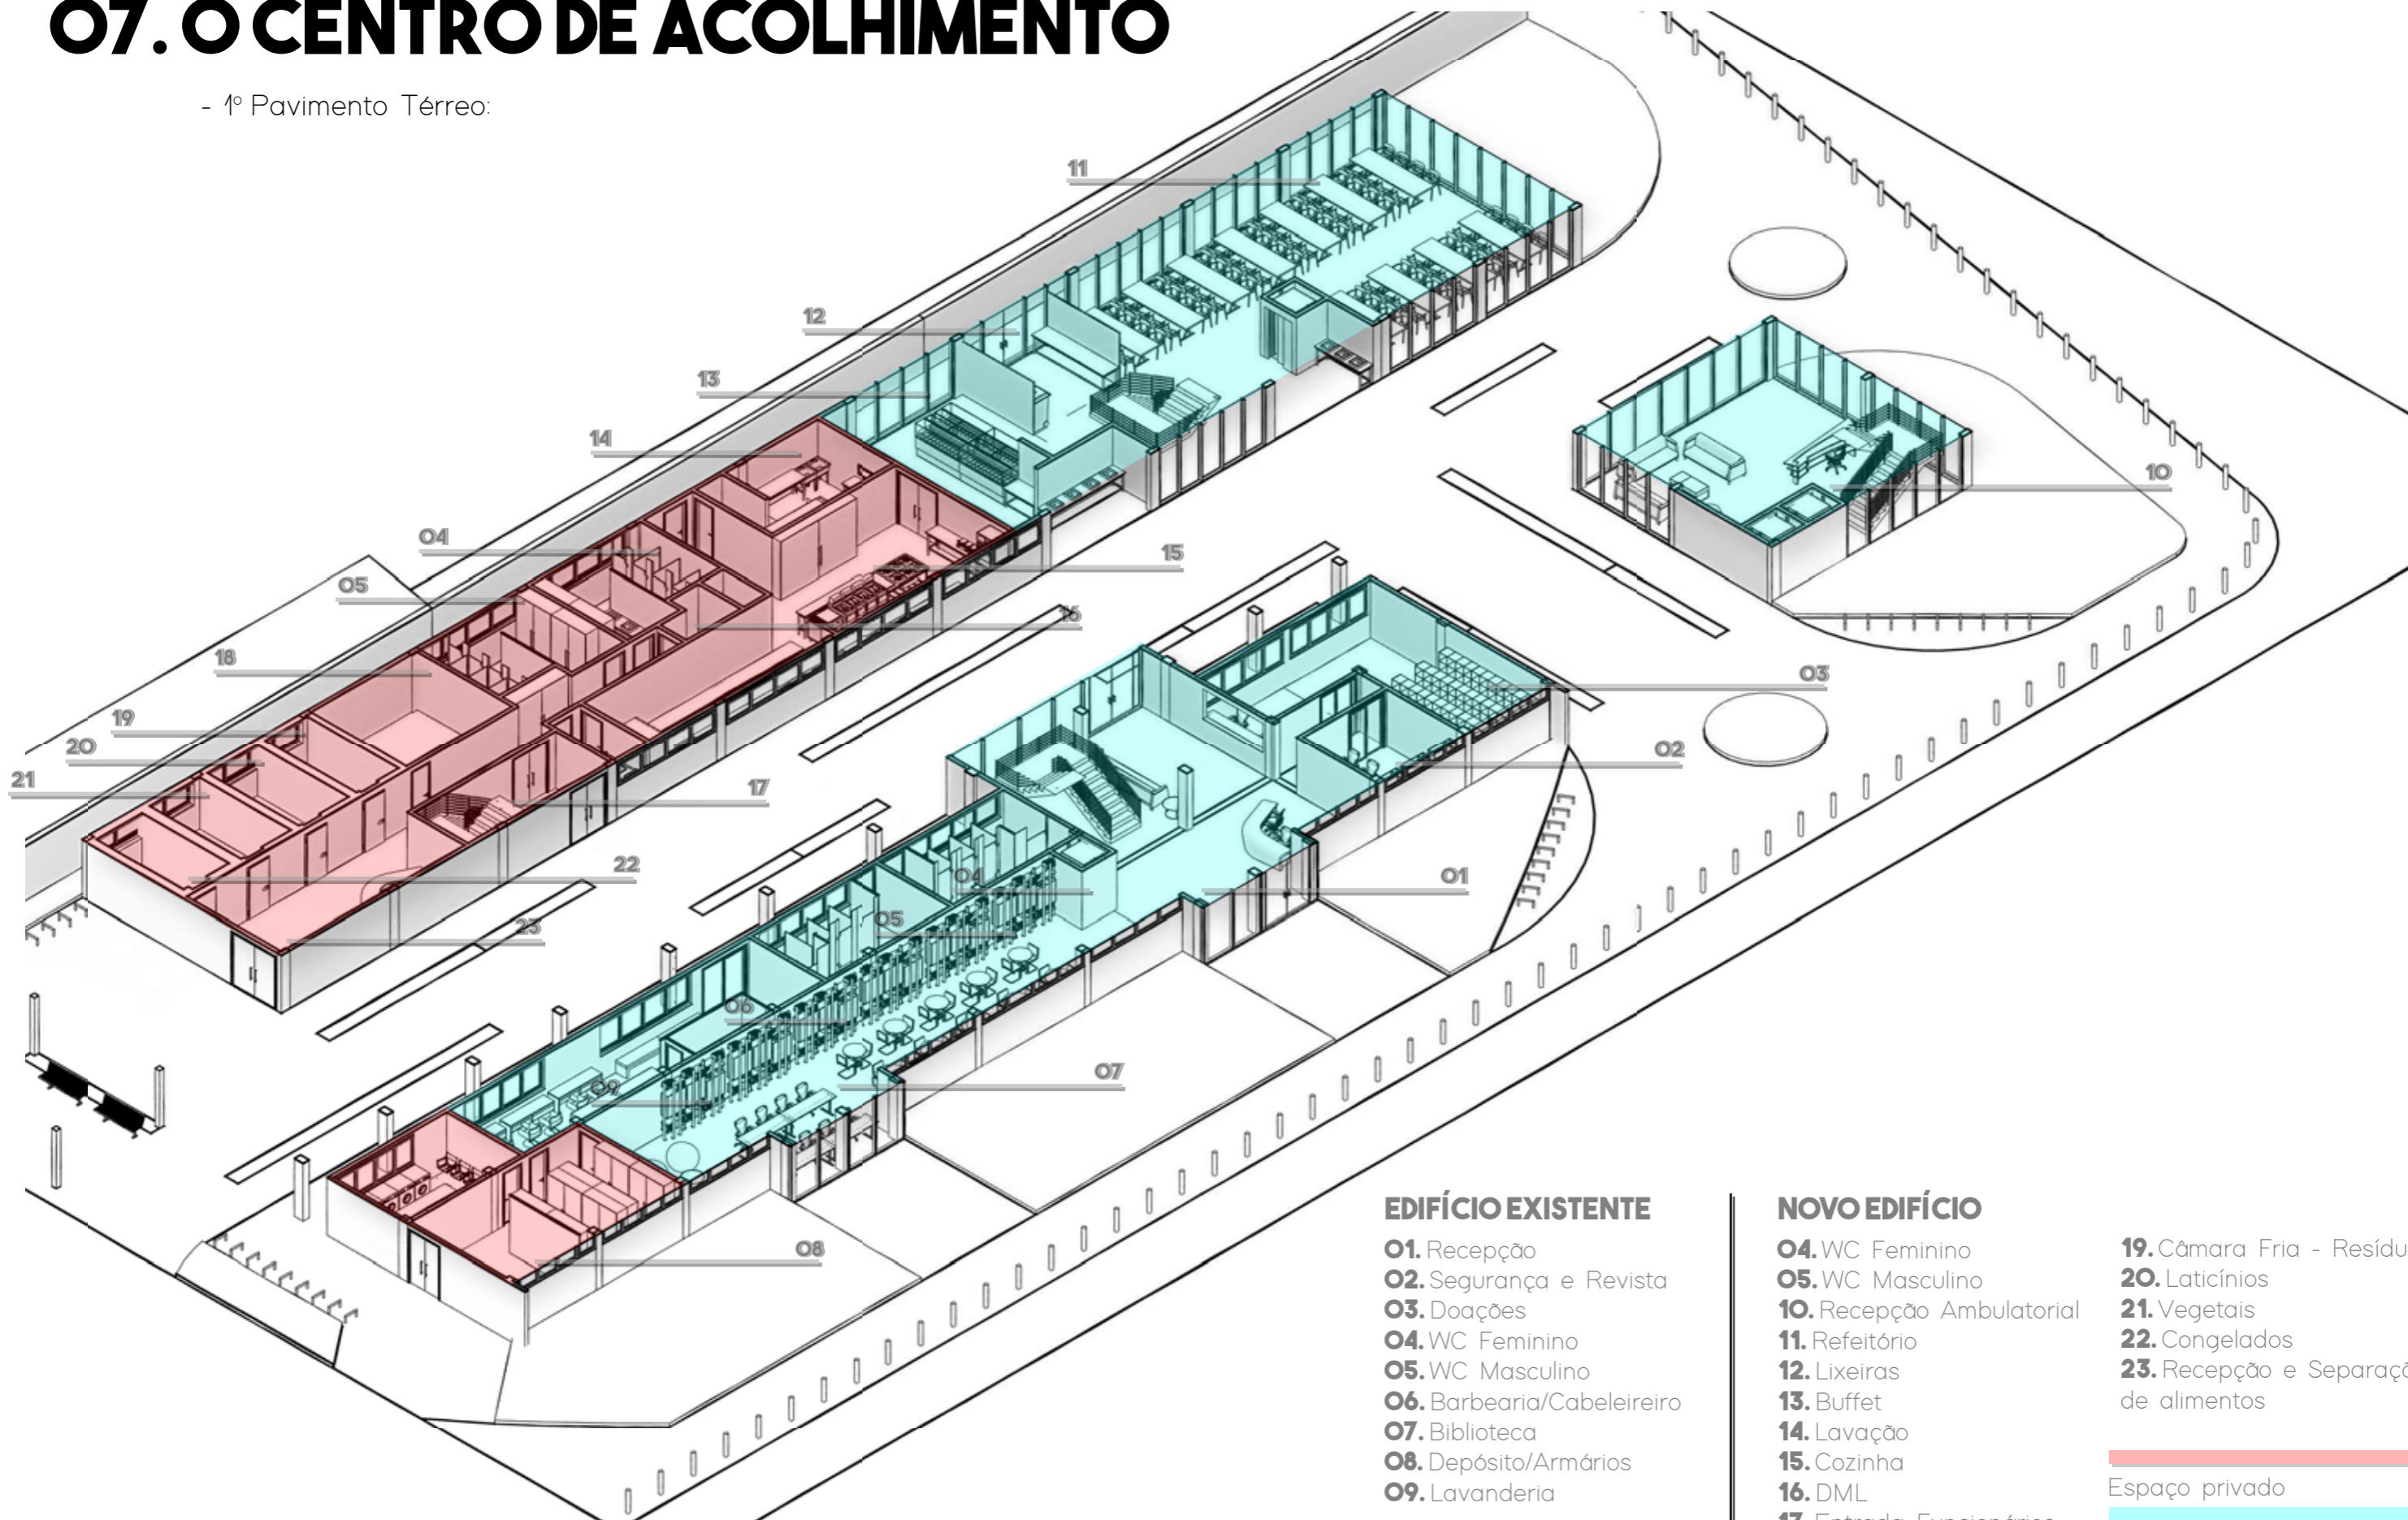 07. O CENTRO DE ACOLHIMENTO
- 1º Pavimento Térreo:
11
12
13
14
04
05
18
19
20
21
15
16
17
22
23
10
03
02
01
04
05
06
09
07
08
EDIFÍCIO EXISTENTE
01. Recepção
02. Segurança e Revista
03. Doações
04. WC Feminino
05. WC Masculino
06. Barbearia/Cabeleireiro
07. Biblioteca
08. Depósito/Armários
09. Lavanderia
NOVO EDIFÍCIO
04. WC Feminino
05. WC Masculino
10. Recepção Ambulatorial
11. Refeitório
12. Lixeiras
13. Buffet
14. Lavação
15. Cozinha
16. DML
17. Entrada Funcionários
19. Câmara Fria - Resídu
20. Laticínios
21. Vegetais
22. Congelados
23. Recepção e Separaçã
de alimentos
Espaço privado